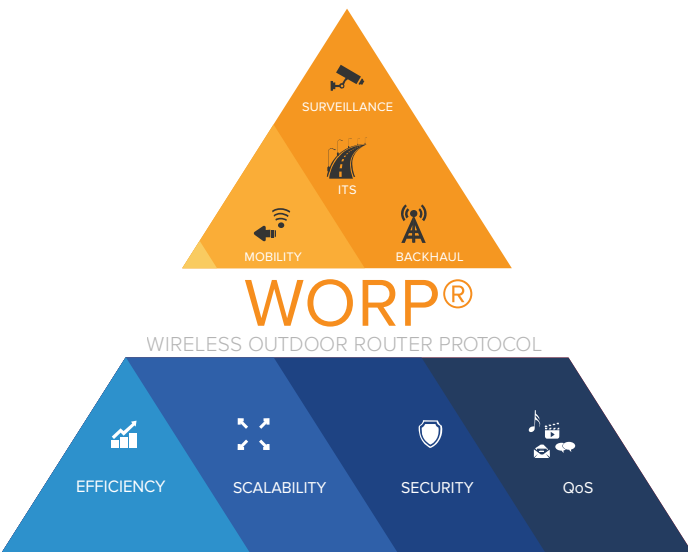 SURVEILLANCE
ITS
MOBILITY
BACKHAUL
WORP®
WIRELESS OUTDOOR ROUTER PROTOCOL
EFFICIENCY
SCALABILITY
SECURITY
QoS